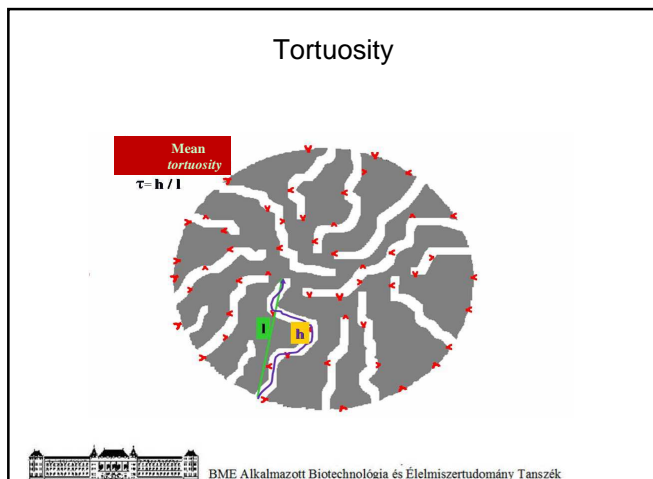 Tortuosity
Mean
tortuosity
τ= h / l
l
h
BME Alkalmazott Biotechnológia és Élelmiszertudomány Tanszék